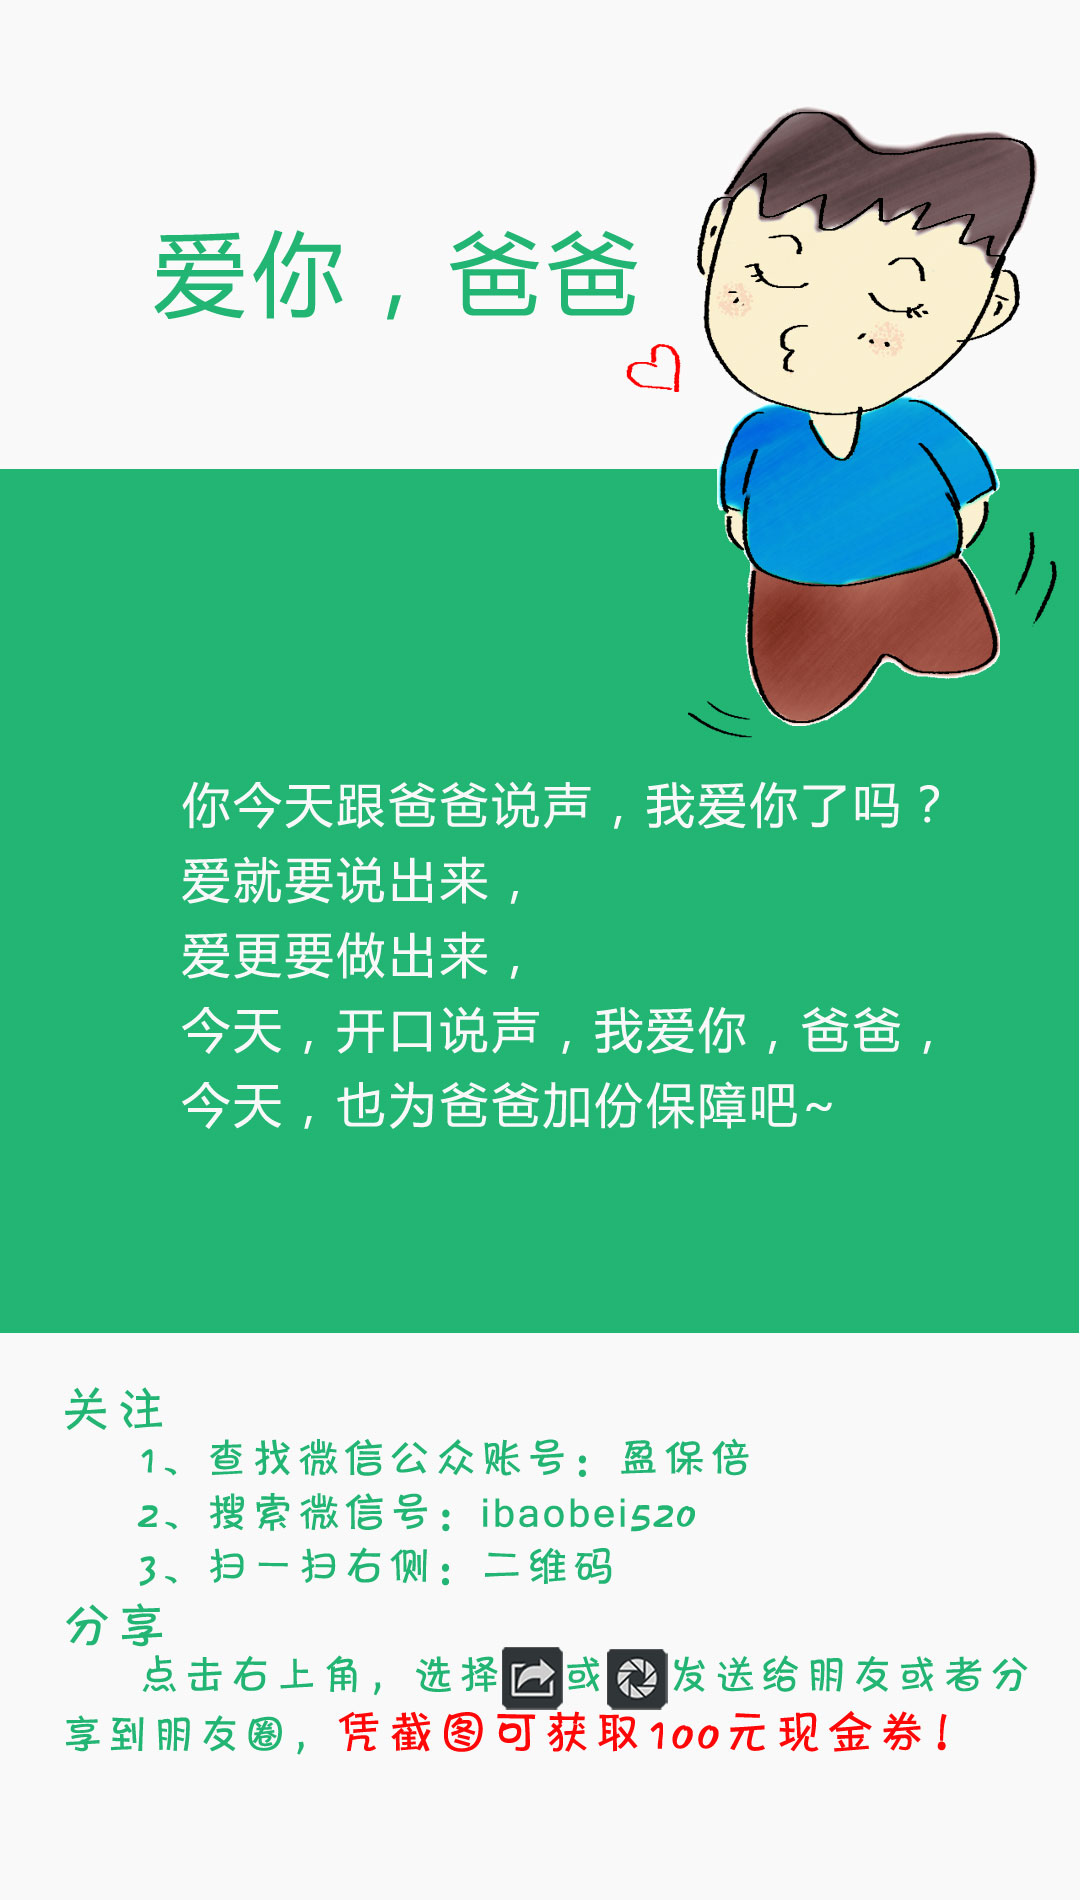 爱你，爸爸
你今天跟爸爸说声，我爱你了吗？
爱就要说出来，
爱更要做出来，
今天，开口说声，我爱你，爸爸，
今天，也为爸爸加份保障吧~
关注
1、查找微信公众账号：盈保倍
2、搜索微信号：ibaobei520
3、扫一扫右侧：二维码
分享
点击右上角，选择或发送给朋友或者分
享到朋友圈，凭截图可获取100元现金券！